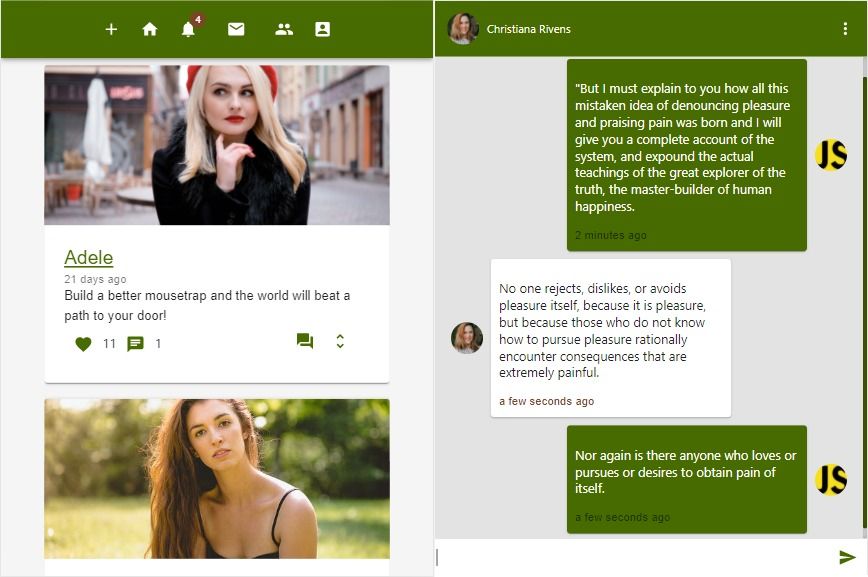 4
Adele
21 days ago
Build a better mousetrap and the world will beat a
path to your door!
11 1
Christiana Rivens
"But I must explain to you how all this
mistaken idea of denouncing pleasure
and praising pain was born and I will
give you a complete account of the
system, and expound the actual
teachings of the great explorer of the
truth, the master-builder of human
happiness.
2 minutes ago
JS
No one rejects, dislikes, or avoids
pleasure itself, because it is pleasure,
but because those who do not know
how to pursue pleasure rationally
encounter consequences that are
extremely painful.
a few seconds ago
Nor again is there anyone who loves or
pursues or desires to obtain pain of
itself.
a few seconds ago
JS